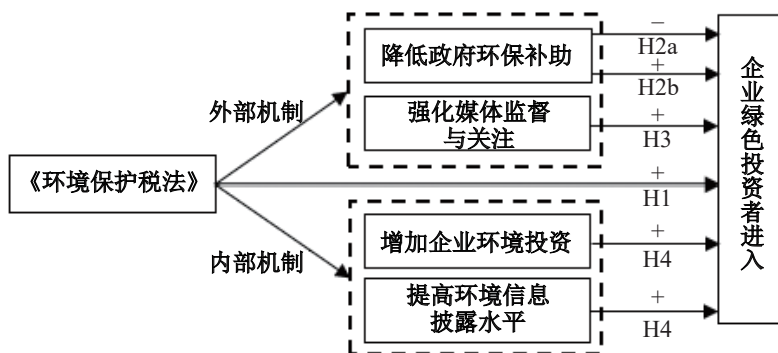 《环境保护税法》
外部机制
内部机制
降低政府环保补助
强化媒体监督
与关注
增加企业环境投资
提高环境信息
披露水平
−
H2a
+
H2b
+
H3
+
H1
+
H4
+
H4
企业绿色投资者进入